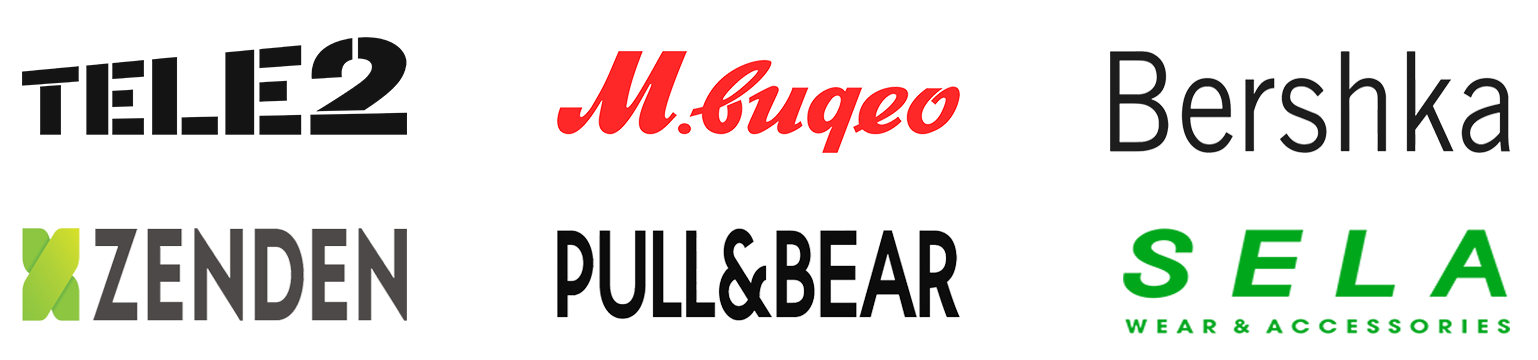 TELE2
М.видео
Bershka
ZENDEN
PULL&BEAR
SELA
WEAR & ACCESSORIES